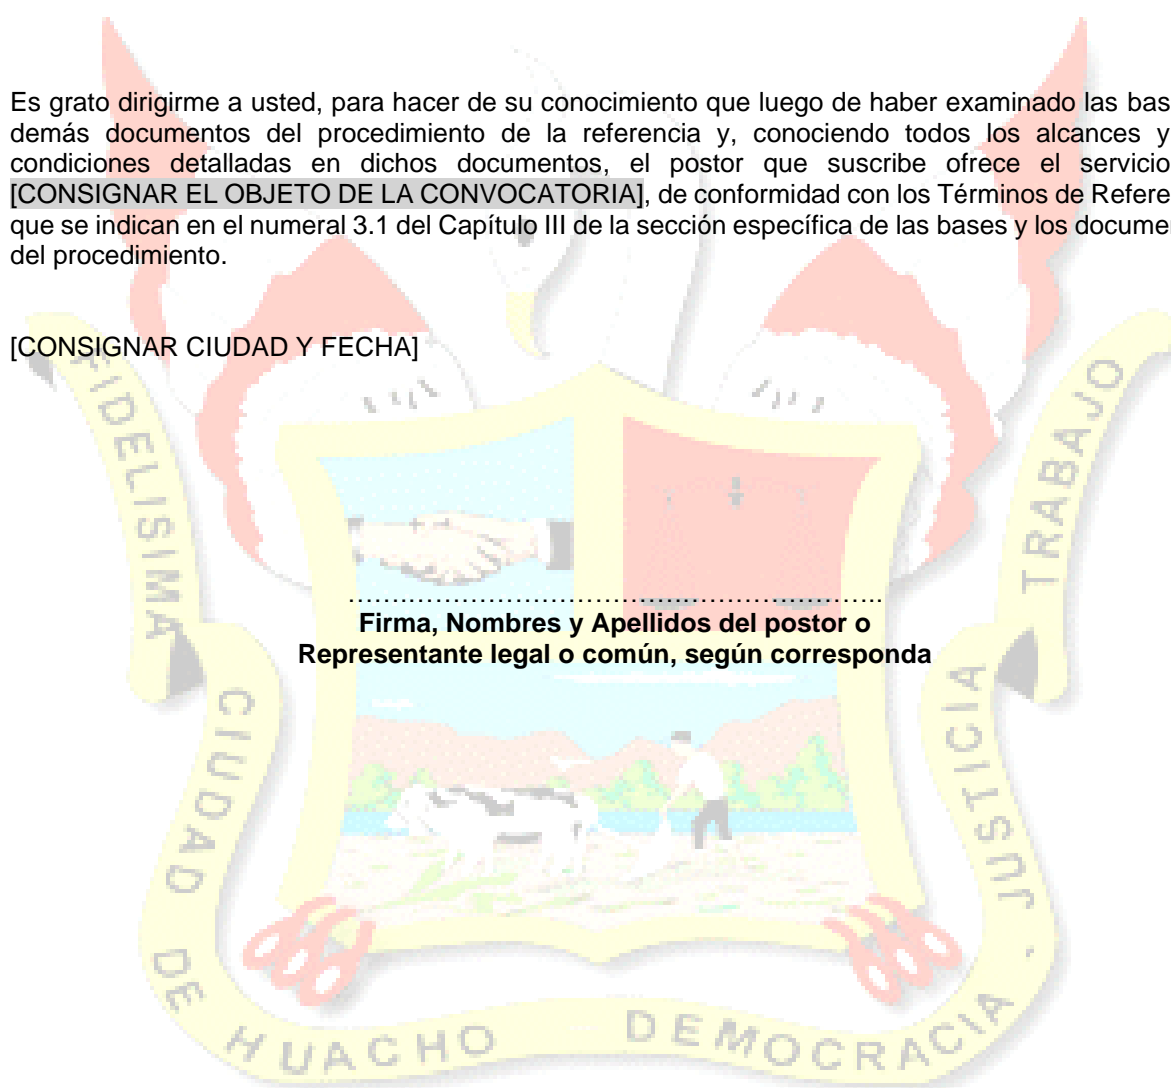 Es grato dirigirme a usted, para hacer de su conocimiento que luego de haber examinado las bas
demás documentos del procedimiento de la referencia y, conociendo todos los alcances y
condiciones detalladas en dichos documentos, el postor que suscribe ofrece el servicio
[CONSIGNAR EL OBJETO DE LA CONVOCATORIA], de conformidad con los Términos de Refere
que se indican en el numeral 3.1 del Capítulo III de la sección específica de las bases y los docume
del procedimiento.
[CONSIGNAR CIUDAD Y FECHA]
……………………………………………………..
Firma, Nombres y Apellidos del postor o
Representante legal o común, según corresponda
FIDELISIMA
CIUDAD DE HUACHO
DEMOCRACIA - JUSTICIA
TRABAJO